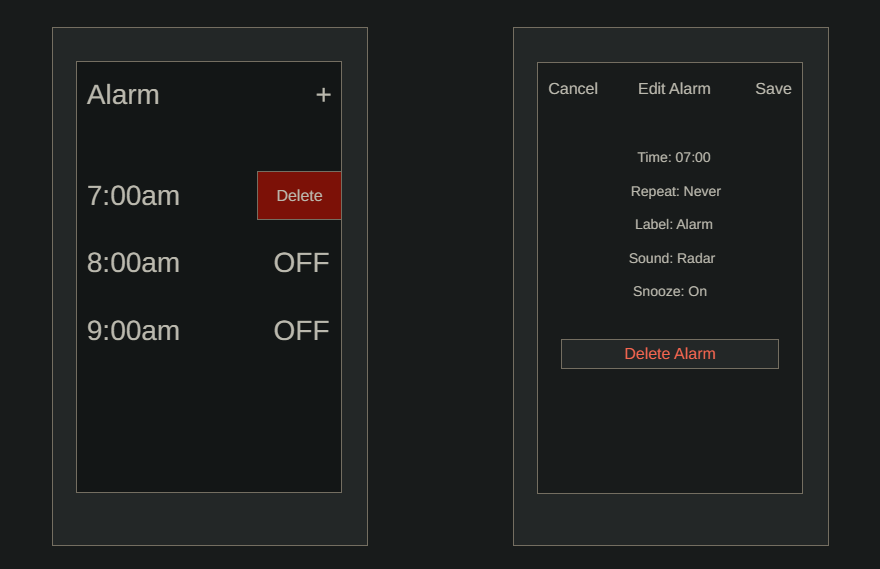 Alarm +
7:00am Delete
8:00am OFF
9:00am OFF
Cancel Edit Alarm Save
Time: 07:00
Repeat: Never
Label: Alarm
Sound: Radar
Snooze: On
Delete Alarm